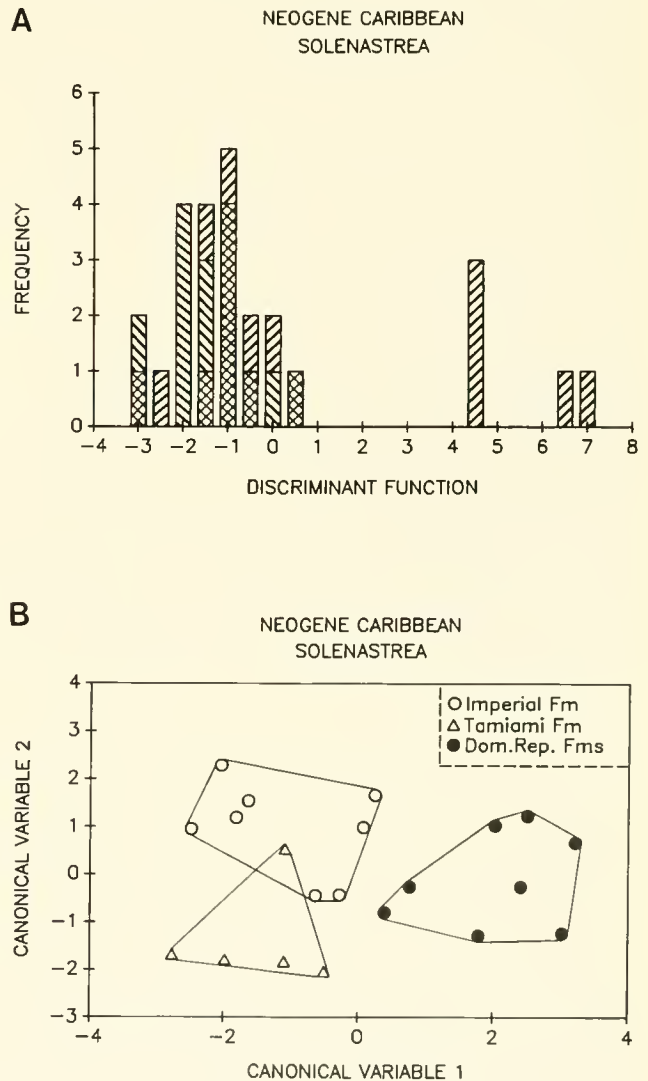 A
NEOGENE CARIBBEAN
SOLENASTREA
6
5
4
3
2
1
0
FREQUENCY
−4 −3 −2 −1 0 1 2 3 4 5 6 7 8
DISCRIMINANT FUNCTION
B
NEOGENE CARIBBEAN
SOLENASTREA
4
3
2
1
0
−1
−2
−3
CANONICAL VARIABLE 2
Imperial Fm
Tamiami Fm
Dom.Rep. Fms
−4 −2 0 2 4
CANONICAL VARIABLE 1